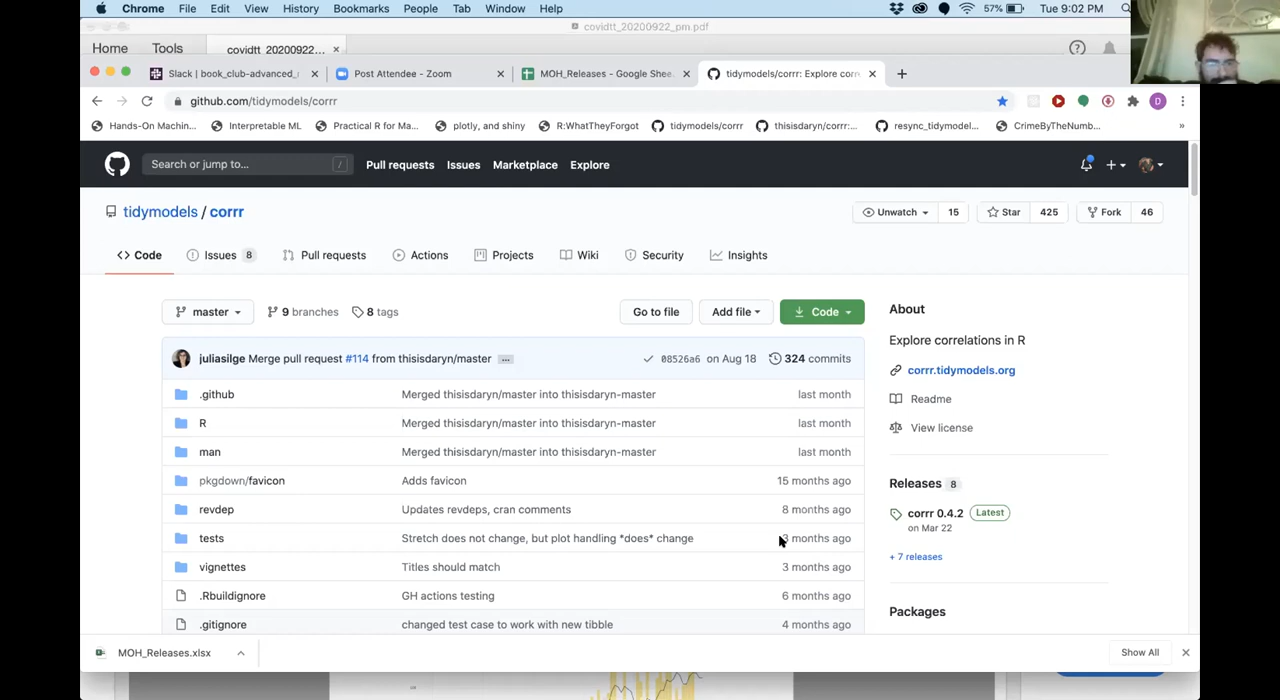 Chrome File Edit View History Bookmarks People Tab Window Help 57% Tue 9:02 PM
covidtt_20200922_pm.pdf
Home Tools covidtt_20200922... ×
Slack | book_club-advanced_ × Post Attendee - Zoom × MOH_Releases - Google Shee × tidymodels/corrr: Explore corre ×
github.com/tidymodels/corrr D
Hands-On Machin... Interpretable ML Practical R for Ma... plotly, and shiny R:WhatTheyForgot tidymodels/corrr thisisdaryn/corrr:... resync_tidymodel... CrimeByTheNumb... »
Search or jump to... / Pull requests Issues Marketplace Explore
tidymodels / corrr Unwatch 15 Star 425 Fork 46
<> Code Issues 8 Pull requests Actions Projects Wiki Security Insights
master 9 branches 8 tags Go to file Add file Code
About
Explore correlations in R
juliasilge Merge pull request #114 from thisisdaryn/master ... 08526a6 on Aug 18 324 commits
corrr.tidymodels.org
.github Merged thisisdaryn/master into thisisdaryn-master last month
Readme
R Merged thisisdaryn/master into thisisdaryn-master last month
View license
man Merged thisisdaryn/master into thisisdaryn-master last month
pkgdown/favicon Adds favicon 15 months ago
Releases 8
revdep Updates revdeps, cran comments 8 months ago
corrr 0.4.2 Latest
on Mar 22
tests Stretch does not change, but plot handling *does* change 3 months ago
+ 7 releases
vignettes Titles should match 3 months ago
.Rbuildignore GH actions testing 6 months ago
Packages
.gitignore changed test case to work with new tibble 4 months ago
MOH_Releases.xlsx Show All ×